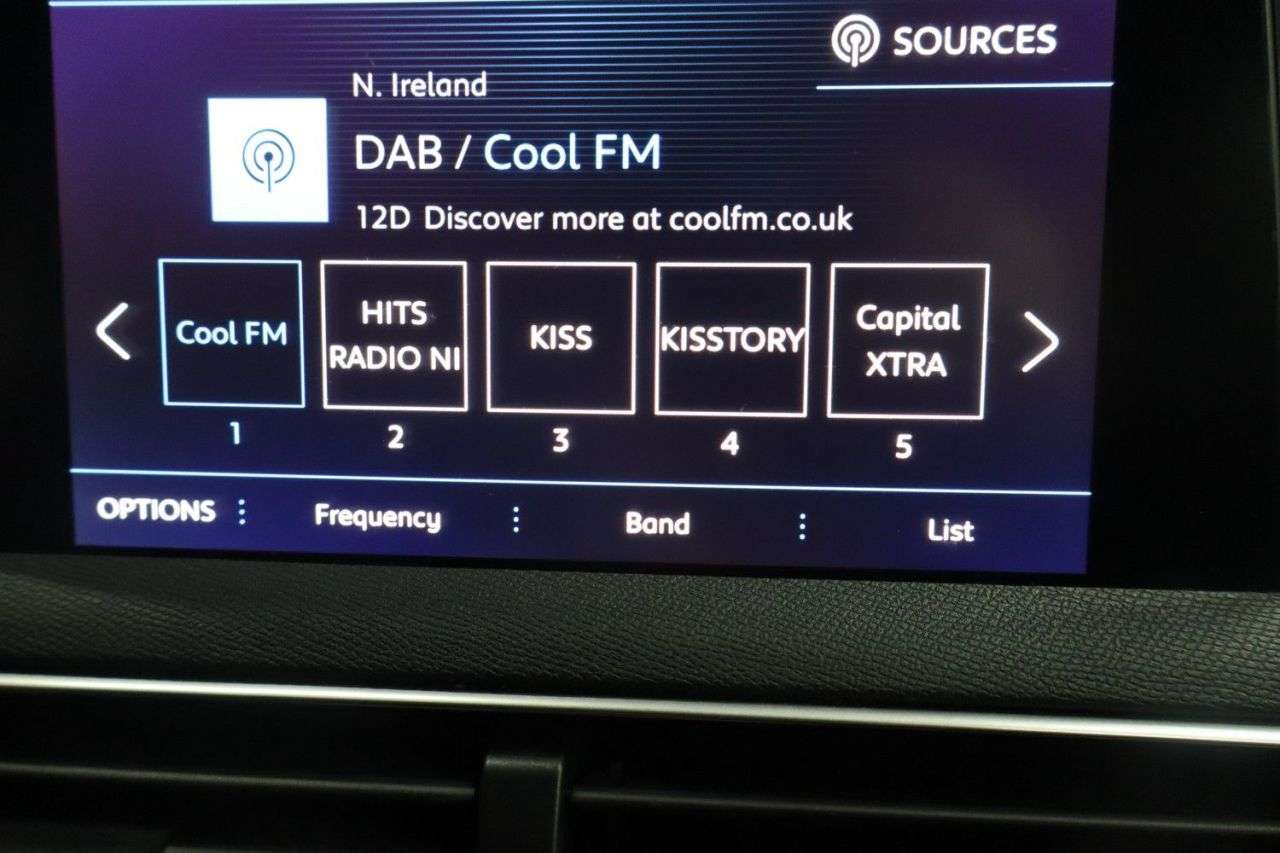 SOURCES
N. Ireland
DAB / Cool FM
12D Discover more at coolfm.co.uk
Cool FM
HITS
RADIO NI
KISS
KISSTORY
Capital
XTRA
1 2 3 4 5
OPTIONS Frequency Band List